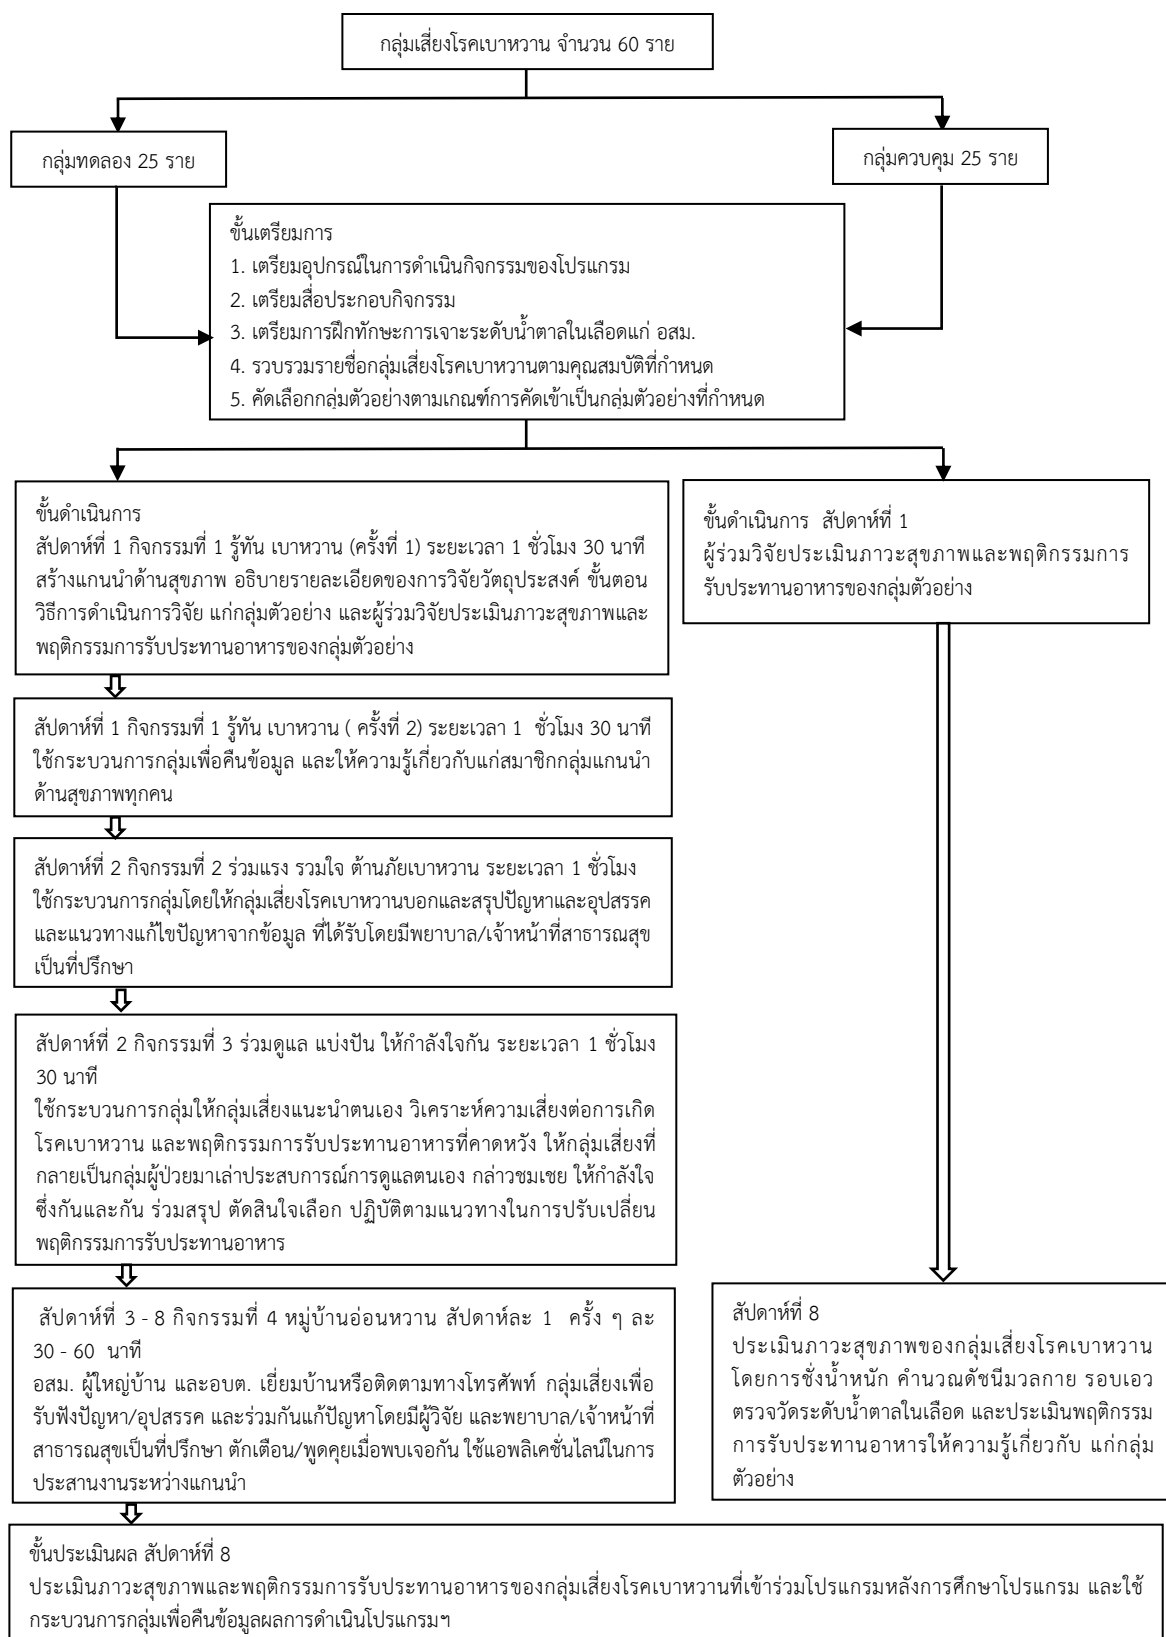 กลุ่มเสี่ยงโรคเบาหวาน จำนวน 60 ราย
กลุ่มทดลอง 25 ราย
กลุ่มควบคุม 25 ราย
ขั้นเตรียมการ
1. เตรียมอุปกรณ์ในการดำเนินกิจกรรมของโปรแกรม
2. เตรียมสื่อประกอบกิจกรรม
3. เตรียมการฝึกทักษะการเจาะระดับน้ำตาลในเลือดแก่ อสม.
4. รวบรวมรายชื่อกลุ่มเสี่ยงโรคเบาหวานตามคุณสมบัติที่กำหนด
5. คัดเลือกกลุ่มตัวอย่างตามเกณฑ์การคัดเข้าเป็นกลุ่มตัวอย่างที่กำหนด
ขั้นดำเนินการ
สัปดาห์ที่ 1 กิจกรรมที่ 1 รู้ทัน เบาหวาน (ครั้งที่ 1) ระยะเวลา 1 ชั่วโมง 30 นาที
สร้างแกนนำด้านสุขภาพ อธิบายรายละเอียดของการวิจัยวัตถุประสงค์ ขั้นตอน
วิธีการดำเนินการวิจัย แก่กลุ่มตัวอย่าง และผู้ร่วมวิจัยประเมินภาวะสุขภาพและ
พฤติกรรมการรับประทานอาหารของกลุ่มตัวอย่าง
ขั้นดำเนินการ สัปดาห์ที่ 1
ผู้ร่วมวิจัยประเมินภาวะสุขภาพและพฤติกรรมการ
รับประทานอาหารของกลุ่มตัวอย่าง
สัปดาห์ที่ 1 กิจกรรมที่ 1 รู้ทัน เบาหวาน ( ครั้งที่ 2) ระยะเวลา 1 ชั่วโมง 30 นาที
ใช้กระบวนการกลุ่มเพื่อคืนข้อมูล และให้ความรู้เกี่ยวกับแก่สมาชิกกลุ่มแกนนำ
ด้านสุขภาพทุกคน
สัปดาห์ที่ 2 กิจกรรมที่ 2 ร่วมแรง รวมใจ ต้านภัยเบาหวาน ระยะเวลา 1 ชั่วโมง
ใช้กระบวนการกลุ่มโดยให้กลุ่มเสี่ยงโรคเบาหวานบอกและสรุปปัญหาและอุปสรรค
และแนวทางแก้ไขปัญหาจากข้อมูล ที่ได้รับโดยมีพยาบาล/เจ้าหน้าที่สาธารณสุข
เป็นที่ปรึกษา
สัปดาห์ที่ 2 กิจกรรมที่ 3 ร่วมดูแล แบ่งปัน ให้กำลังใจกัน ระยะเวลา 1 ชั่วโมง
30 นาที
ใช้กระบวนการกลุ่มให้กลุ่มเสี่ยงแนะนำตนเอง วิเคราะห์ความเสี่ยงต่อการเกิด
โรคเบาหวาน และพฤติกรรมการรับประทานอาหารที่คาดหวัง ให้กลุ่มเสี่ยงที่
กลายเป็นกลุ่มผู้ป่วยมาเล่าประสบการณ์การดูแลตนเอง กล่าวชมเชย ให้กำลังใจ
ซึ่งกันและกัน ร่วมสรุป ตัดสินใจเลือก ปฏิบัติตามแนวทางในการปรับเปลี่ยน
พฤติกรรมการรับประทานอาหาร
สัปดาห์ที่ 3 - 8 กิจกรรมที่ 4 หมู่บ้านอ่อนหวาน สัปดาห์ละ 1 ครั้ง ๆ ละ
30 - 60 นาที
อสม. ผู้ใหญ่บ้าน และอบต. เยี่ยมบ้านหรือติดตามทางโทรศัพท์ กลุ่มเสี่ยงเพื่อ
รับฟังปัญหา/อุปสรรค และร่วมกันแก้ปัญหาโดยมีผู้วิจัย และพยาบาล/เจ้าหน้าที่
สาธารณสุขเป็นที่ปรึกษา ตักเตือน/พูดคุยเมื่อพบเจอกัน ใช้แอพลิเคชั่นไลน์ในการ
ประสานงานระหว่างแกนนำ
สัปดาห์ที่ 8
ประเมินภาวะสุขภาพของกลุ่มเสี่ยงโรคเบาหวาน
โดยการชั่งน้ำหนัก คำนวณดัชนีมวลกาย รอบเอว
ตรวจวัดระดับน้ำตาลในเลือด และประเมินพฤติกรรม
การรับประทานอาหารให้ความรู้เกี่ยวกับ แก่กลุ่ม
ตัวอย่าง
ขั้นประเมินผล สัปดาห์ที่ 8
ประเมินภาวะสุขภาพและพฤติกรรมการรับประทานอาหารของกลุ่มเสี่ยงโรคเบาหวานที่เข้าร่วมโปรแกรมหลังการศึกษาโปรแกรม และใช้
กระบวนการกลุ่มเพื่อคืนข้อมูลผลการดำเนินโปรแกรมฯ